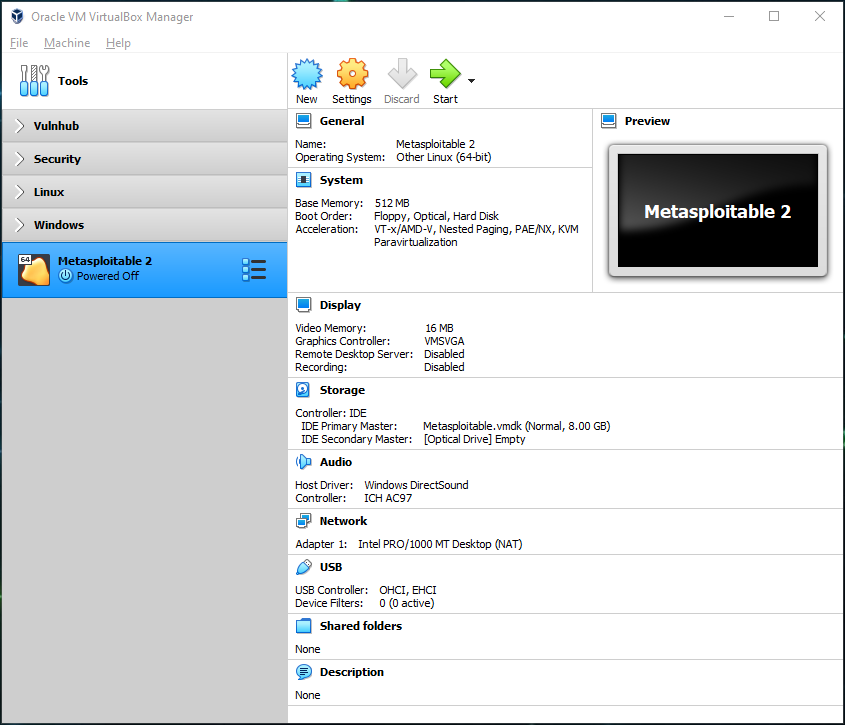 Oracle VM VirtualBox Manager
File Machine Help
Tools
New Settings Discard Start
Vulnhub
Security
Linux
Windows
64
Metasploitable 2
Powered Off
General
Name: Metasploitable 2
Operating System: Other Linux (64-bit)
Preview
Metasploitable 2
System
Base Memory: 512 MB
Boot Order: Floppy, Optical, Hard Disk
Acceleration: VT-x/AMD-V, Nested Paging, PAE/NX, KVM
Paravirtualization
Display
Video Memory: 16 MB
Graphics Controller: VMSVGA
Remote Desktop Server: Disabled
Recording: Disabled
Storage
Controller: IDE
IDE Primary Master: Metasploitable.vmdk (Normal, 8.00 GB)
IDE Secondary Master: [Optical Drive] Empty
Audio
Host Driver: Windows DirectSound
Controller: ICH AC97
Network
Adapter 1: Intel PRO/1000 MT Desktop (NAT)
USB
USB Controller: OHCI, EHCI
Device Filters: 0 (0 active)
Shared folders
None
Description
None